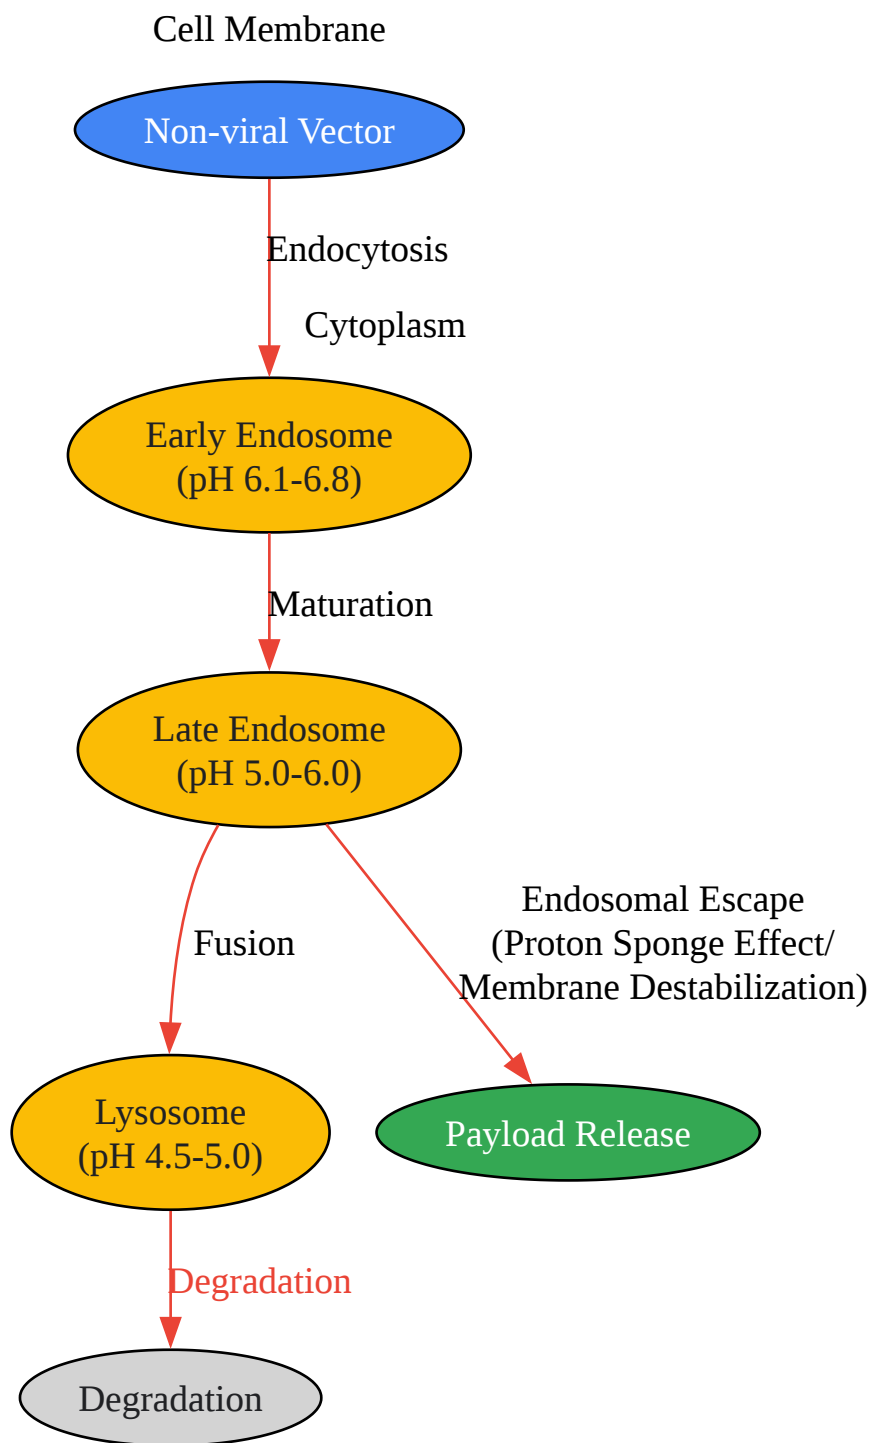 Cell Membrane
Non-viral Vector
Endocytosis
Cytoplasm
Early Endosome
(pH 6.1-6.8)
Maturation
Late Endosome
(pH 5.0-6.0)
Endosomal Escape
(Proton Sponge Effect/
Membrane Destabilization)
Fusion
Lysosome
(pH 4.5-5.0)
Payload Release
Degradation
Degradation